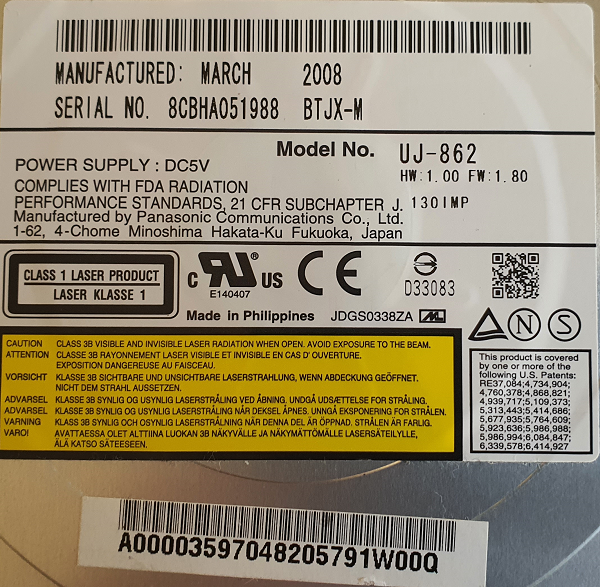 MANUFACTURED: MARCH 2008
SERIAL NO. 8CBHA051988 BTJX-M
Model No. UJ-862
HW:1.00 FW:1.80
POWER SUPPLY : DC5V
COMPLIES WITH FDA RADIATION
PERFORMANCE STANDARDS, 21 CFR SUBCHAPTER J. 130IMP
Manufactured by Panasonic Communications Co., Ltd.
1-62, 4-Chome Minoshima Hakata-Ku Fukuoka, Japan
CLASS 1 LASER PRODUCT
LASER KLASSE 1
c RU US
E140407
CE
D33083
Made in Philippines JDGS0338ZA
N S
CAUTION CLASS 3B VISIBLE AND INVISIBLE LASER RADIATION WHEN OPEN. AVOID EXPOSURE TO THE BEAM.
ATTENTION CLASSE 3B RAYONNEMENT LASER VISIBLE ET INVISIBLE EN CAS D' OUVERTURE.
EXPOSITION DANGEREUSE AU FAISCEAU.
VORSICHT KLASSE 3B SICHTBARE UND UNSICHTBARE LASERSTRAHLUNG, WENN ABDECKUNG GEÖFFNET.
NICHT DEM STRAHL AUSSETZEN.
ADVARSEL KLASSE 3B SYNLIG OG USYNLIG LASERSTRÅLING VED ÅBNING. UNDGÅ UDSÆTTELSE FOR STRÅLING.
ADVARSEL KLASSE 3B SYNLIG OG USYNLIG LASERSTRÅLING NÅR DEKSEL ÅPNES. UNNGÅ EKSPONERING FOR STRÅLEN.
VARNING KLASS 3B SYNLIG OCH OSYNLIG LASERSTRÅLNING NÄR DENNA DEL ÄR ÖPPNAD. STRÅLEN ÄR FARLIG.
VARO! AVATTAESSA OLET ALTTIINA LUOKAN 3B NÄKYVÄLLE JA NÄKYMÄTTÖMÄLLE LASERSÄTEILYLLE,
ÄLÄ KATSO SÄTEESEEN.
This product is covered
by one or more of the
following U.S. Patents:
RE37,084;4,734,904;
4,760,378;4,868,821;
4,939,717;5,109,373;
5,313,443;5,414,686;
5,677,935;5,764,609;
5,923,636;5,986,988;
5,986,994;6,084,847;
6,339,578;6,414,927
A00003597048205791W00Q